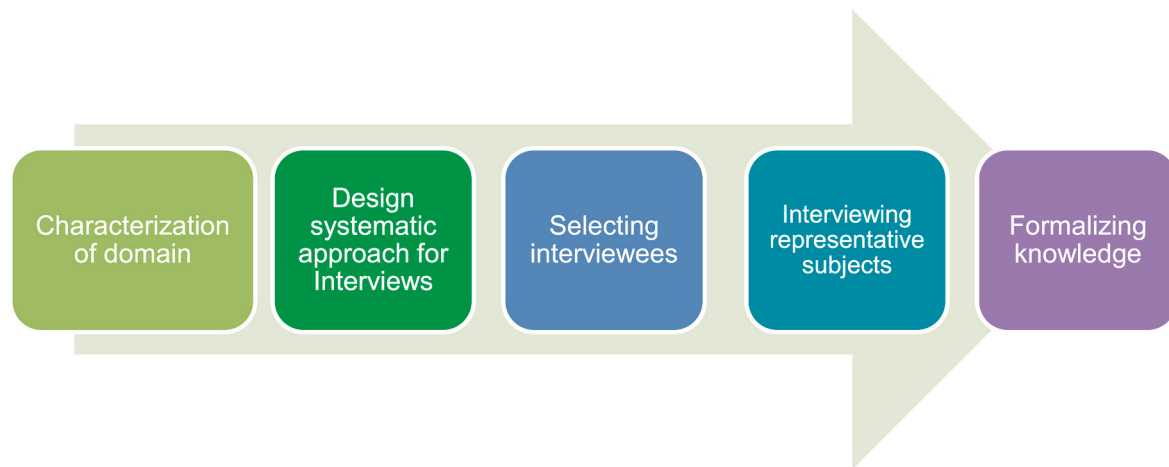 Characterization
of domain
Design
systematic
approach for
Interviews
Selecting
interviewees
Interviewing
representative
subjects
Formalizing
knowledge